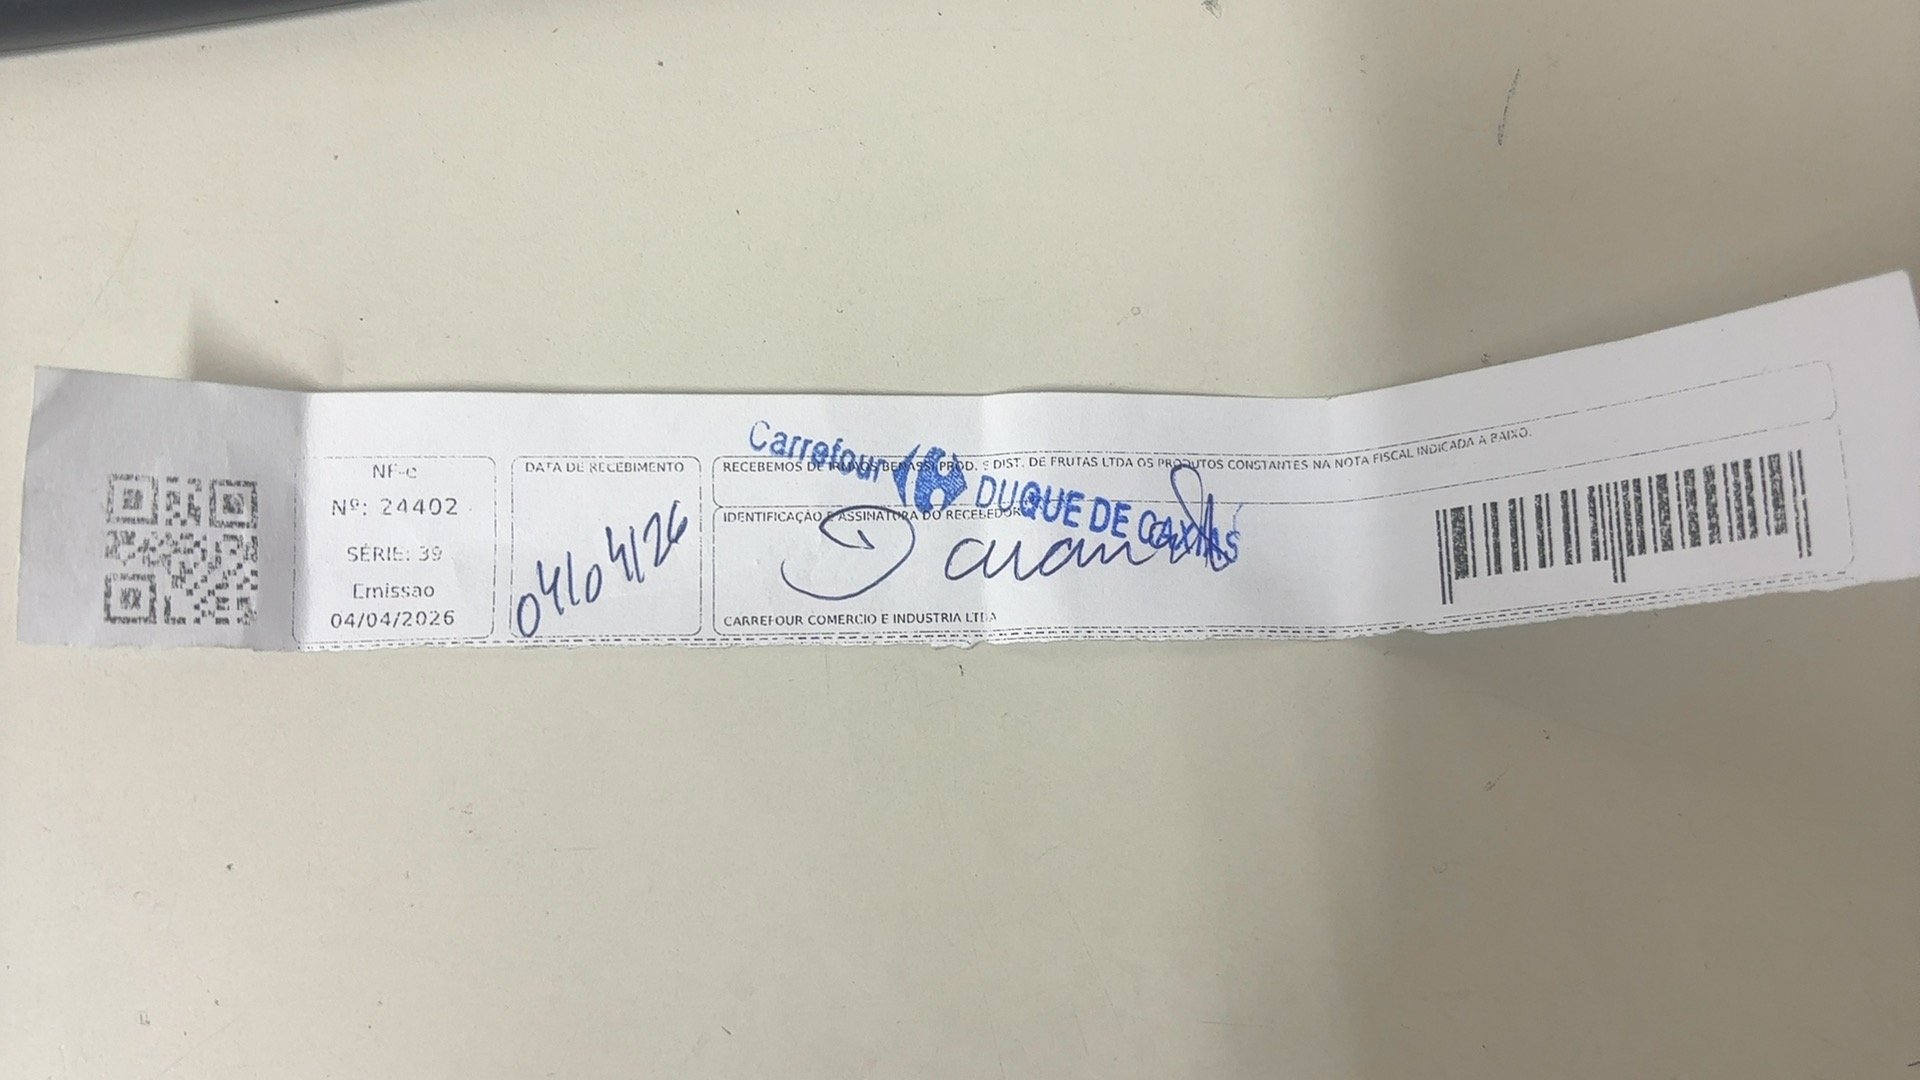 NF-e
Nº: 24402
SÉRIE: 39
Emissao
04/04/2026
DATA DE RECEBIMENTO
04/04/26
RECEBEMOS DE IRMAOS BENASSI PROD. E DIST. DE FRUTAS LTDA OS PRODUTOS CONSTANTES NA NOTA FISCAL INDICADA A BAIXO.
Carrefour DUQUE DE CAXIAS
IDENTIFICAÇÃO E ASSINATURA DO RECEBEDOR
CARREFOUR COMERCIO E INDUSTRIA LTDA